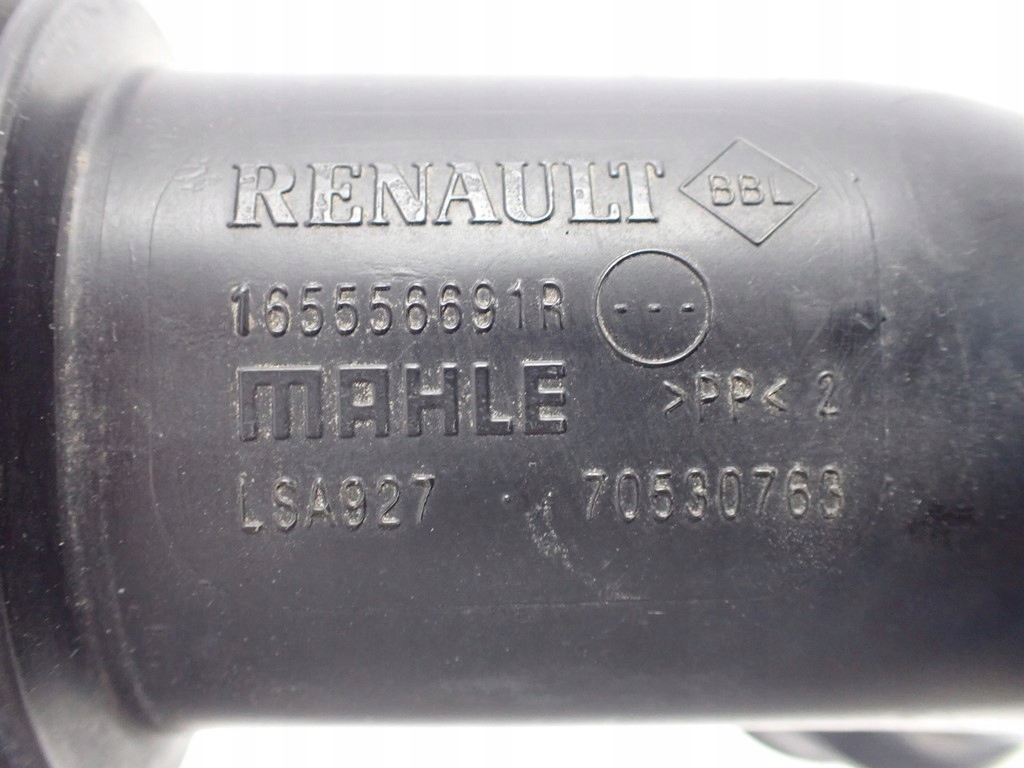 RENAULT BBL
165556691R ---
MAHLE >PP< 2
LSA927 70530763